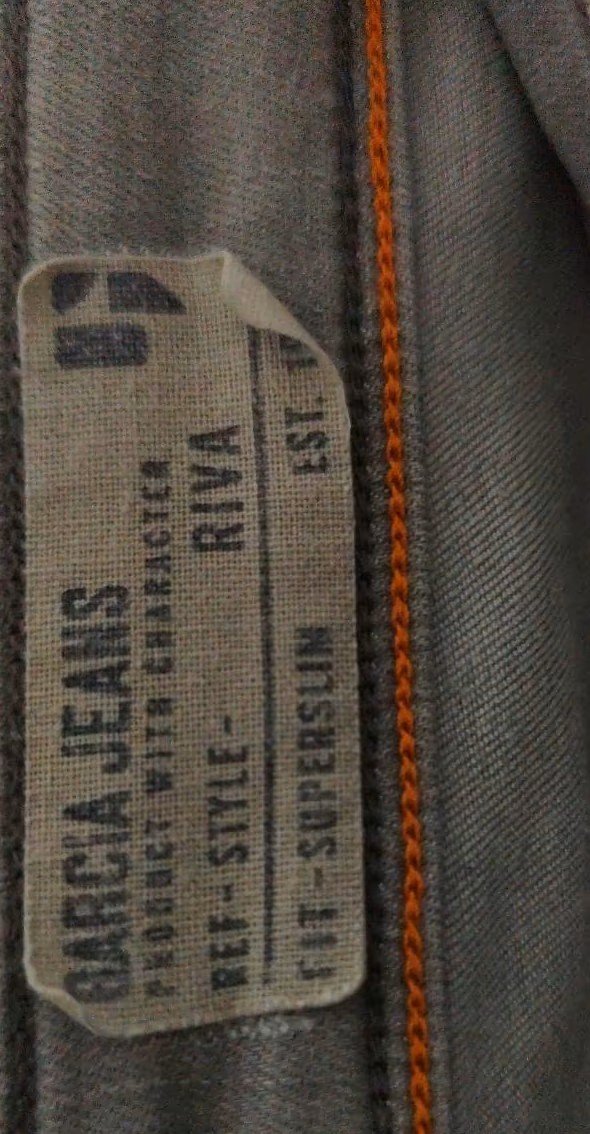 GARCIA JEANS
PRODUCT WITH CHARACTER
REF-STYLE- RIVA
FIT-SUPERSLIM EST.